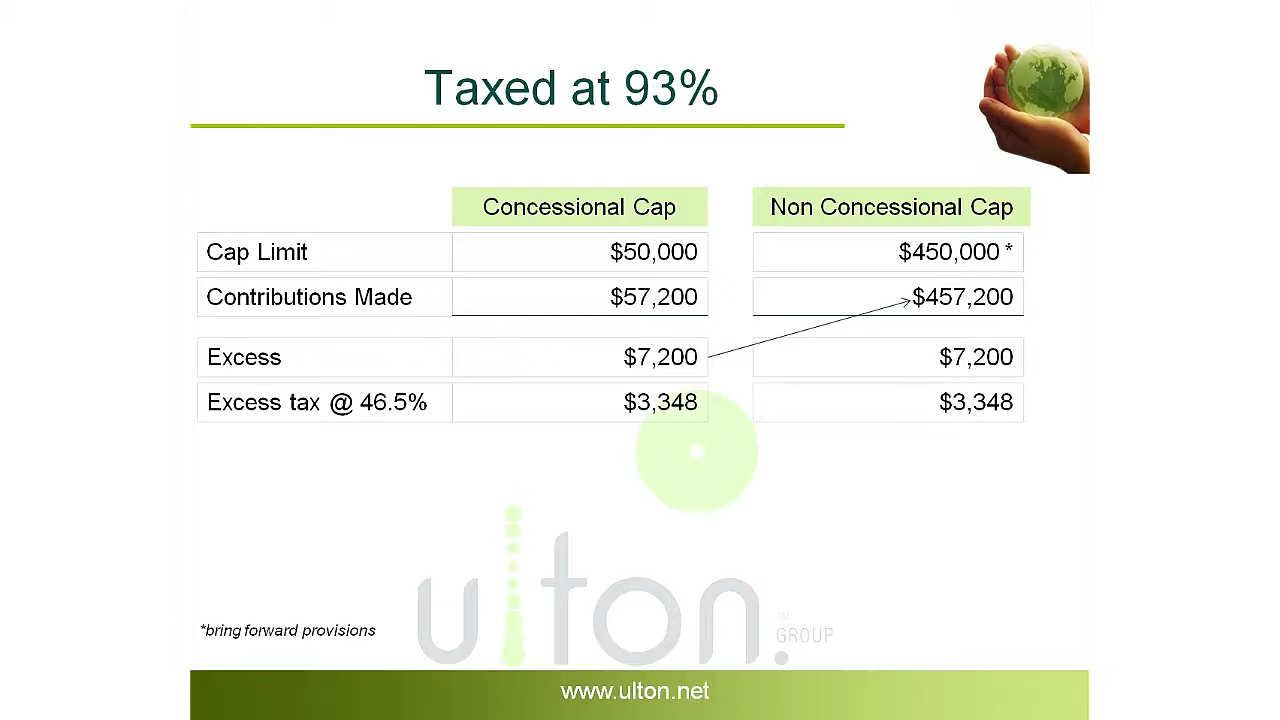 Taxed at 93%
Concessional Cap Non Concessional Cap
Cap Limit $50,000 $450,000 *
Contributions Made $57,200 $457,200
Excess $7,200 $7,200
Excess tax @ 46.5% $3,348 $3,348
ulton.
TM
GROUP
*bring forward provisions
www.ulton.net